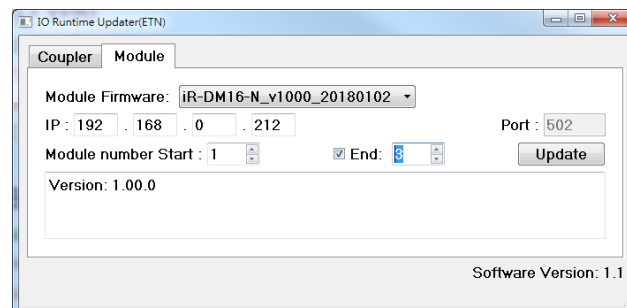 IO Runtime Updater(ETN)
Coupler Module
Module Firmware: iR-DM16-N_v1000_20180102
IP : 192 . 168 . 0 . 212 Port : 502
Module number Start : 1 End: 3 Update
Version: 1.00.0
Software Version: 1.1